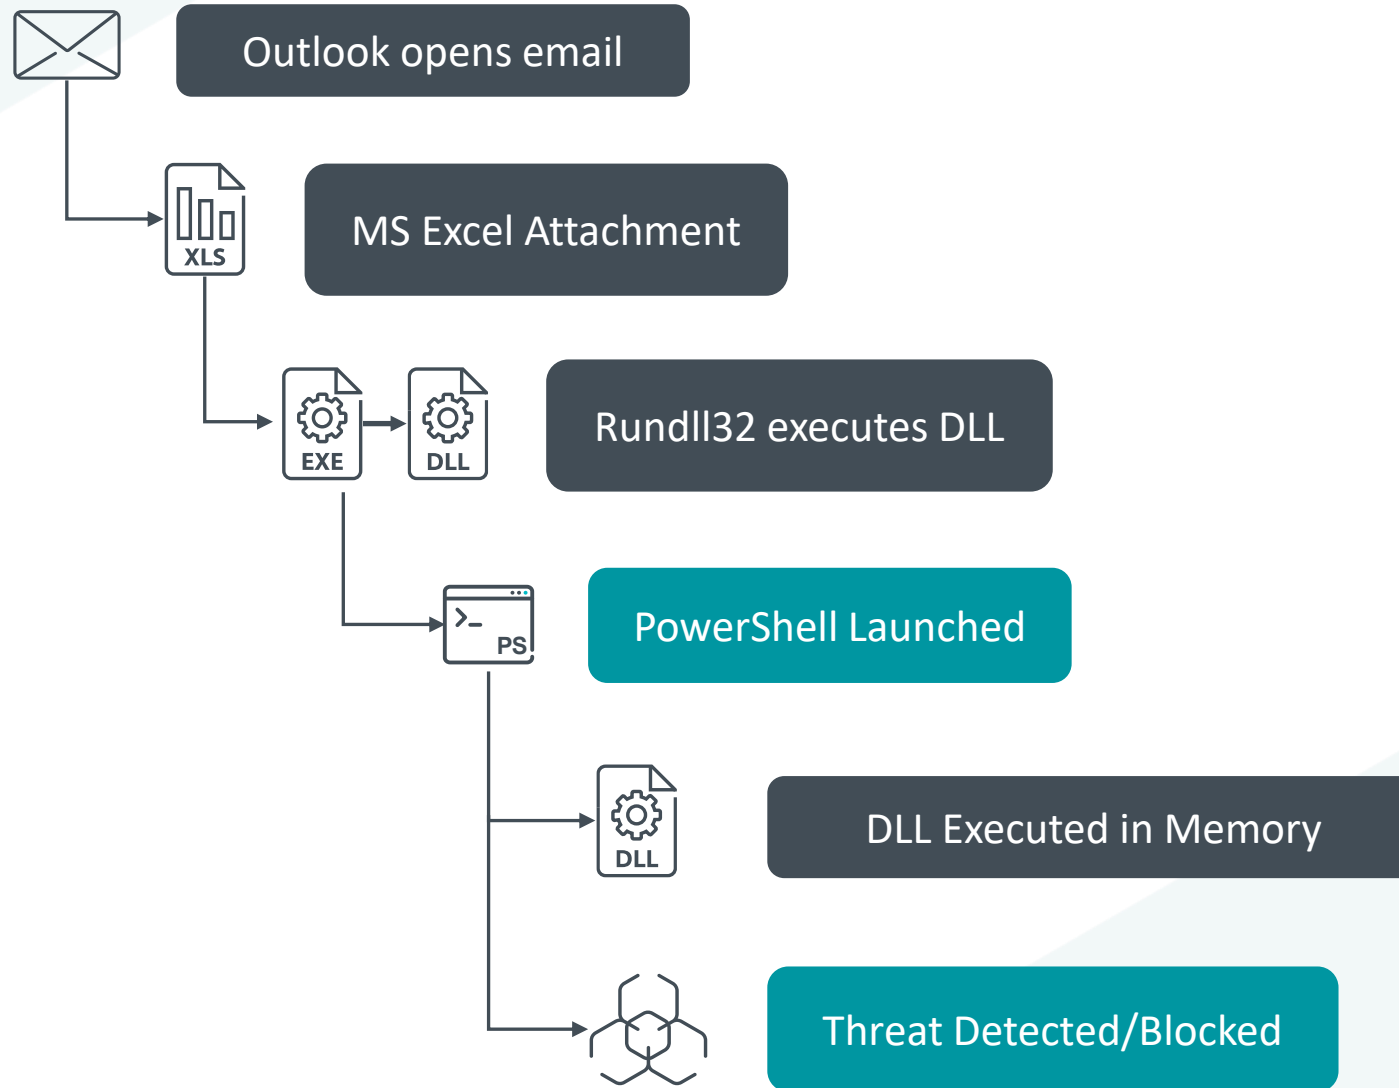 Outlook opens email
MS Excel Attachment
XLS
Rundll32 executes DLL
EXE
DLL
PowerShell Launched
>_
PS
DLL Executed in Memory
DLL
Threat Detected/Blocked